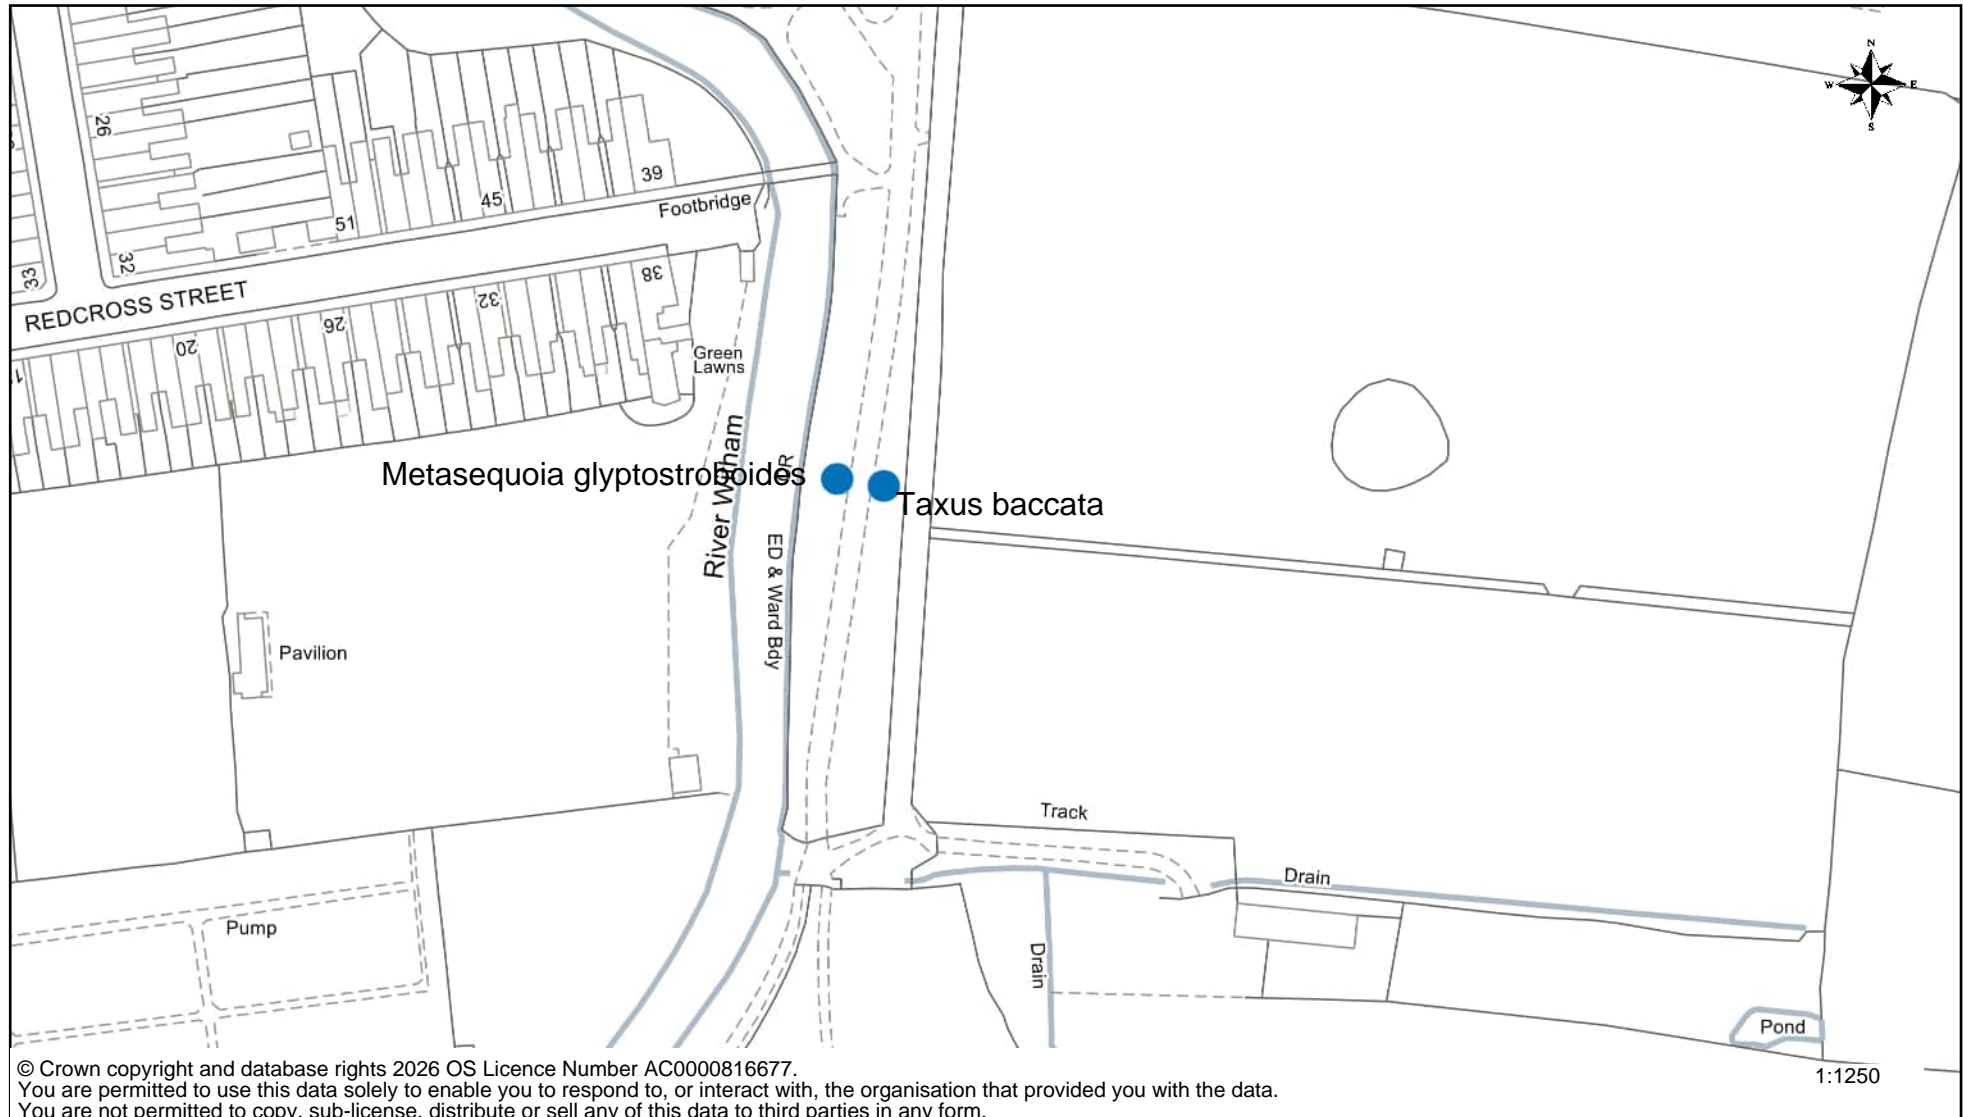 N
W E
S
26
39
45
Footbridge
51
32
33
38
REDCROSS STREET
32
26
20
Green
Lawns
River Witham
CR
Metasequoia glyptostroboides
Taxus baccata
ED & Ward Bdy
Pavilion
Track
Drain
Pump
Drain
Pond
© Crown copyright and database rights 2026 OS Licence Number AC0000816677.
1:1250
You are permitted to use this data solely to enable you to respond to, or interact with, the organisation that provided you with the data.
You are not permitted to copy, sub-license, distribute or sell any of this data to third parties in any form.